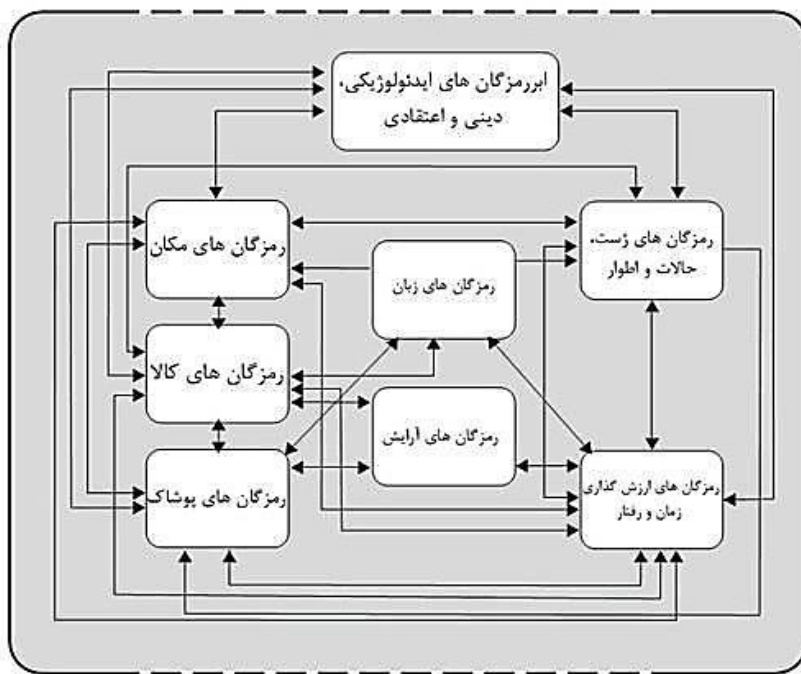 ابررمزگان های ایدئولوژیکی،
دینی و اعتقادی
رمزگان های ژست،
حالات و اطوار
رمزگان های مکان
رمزگان های زبان
رمزگان های کالا
رمزگان های آرایش
رمزگان های ارزش گذاری
زمان و رفتار
رمزگان های پوشاک